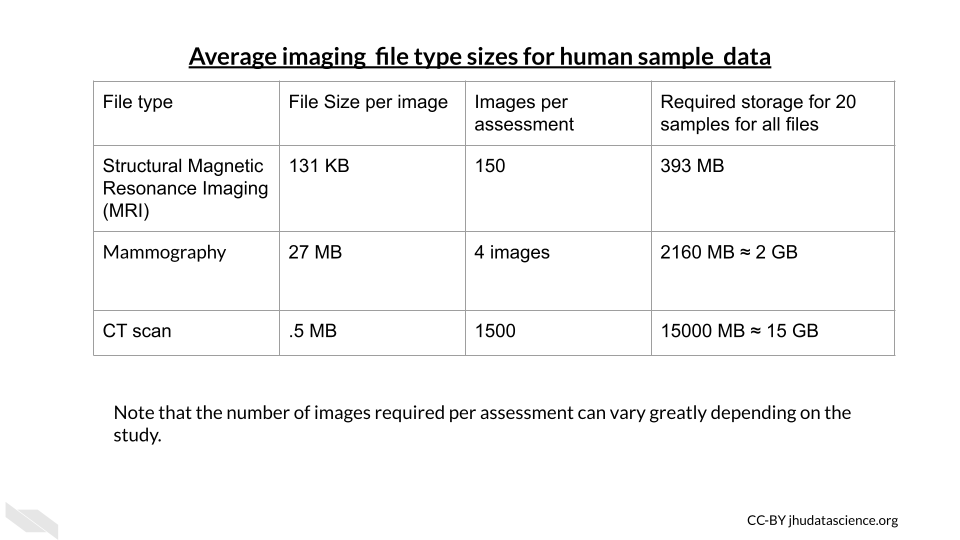 Average imaging file type sizes for human sample data
File type
File Size per image
Images per
assessment
Required storage for 20
samples for all files
Structural Magnetic
Resonance Imaging
(MRI)
131 KB
150
393 MB
Mammography
27 MB
4 images
2160 MB ≈ 2 GB
CT scan
.5 MB
1500
15000 MB ≈ 15 GB
Note that the number of images required per assessment can vary greatly depending on the
study.
CC-BY jhudatascience.org